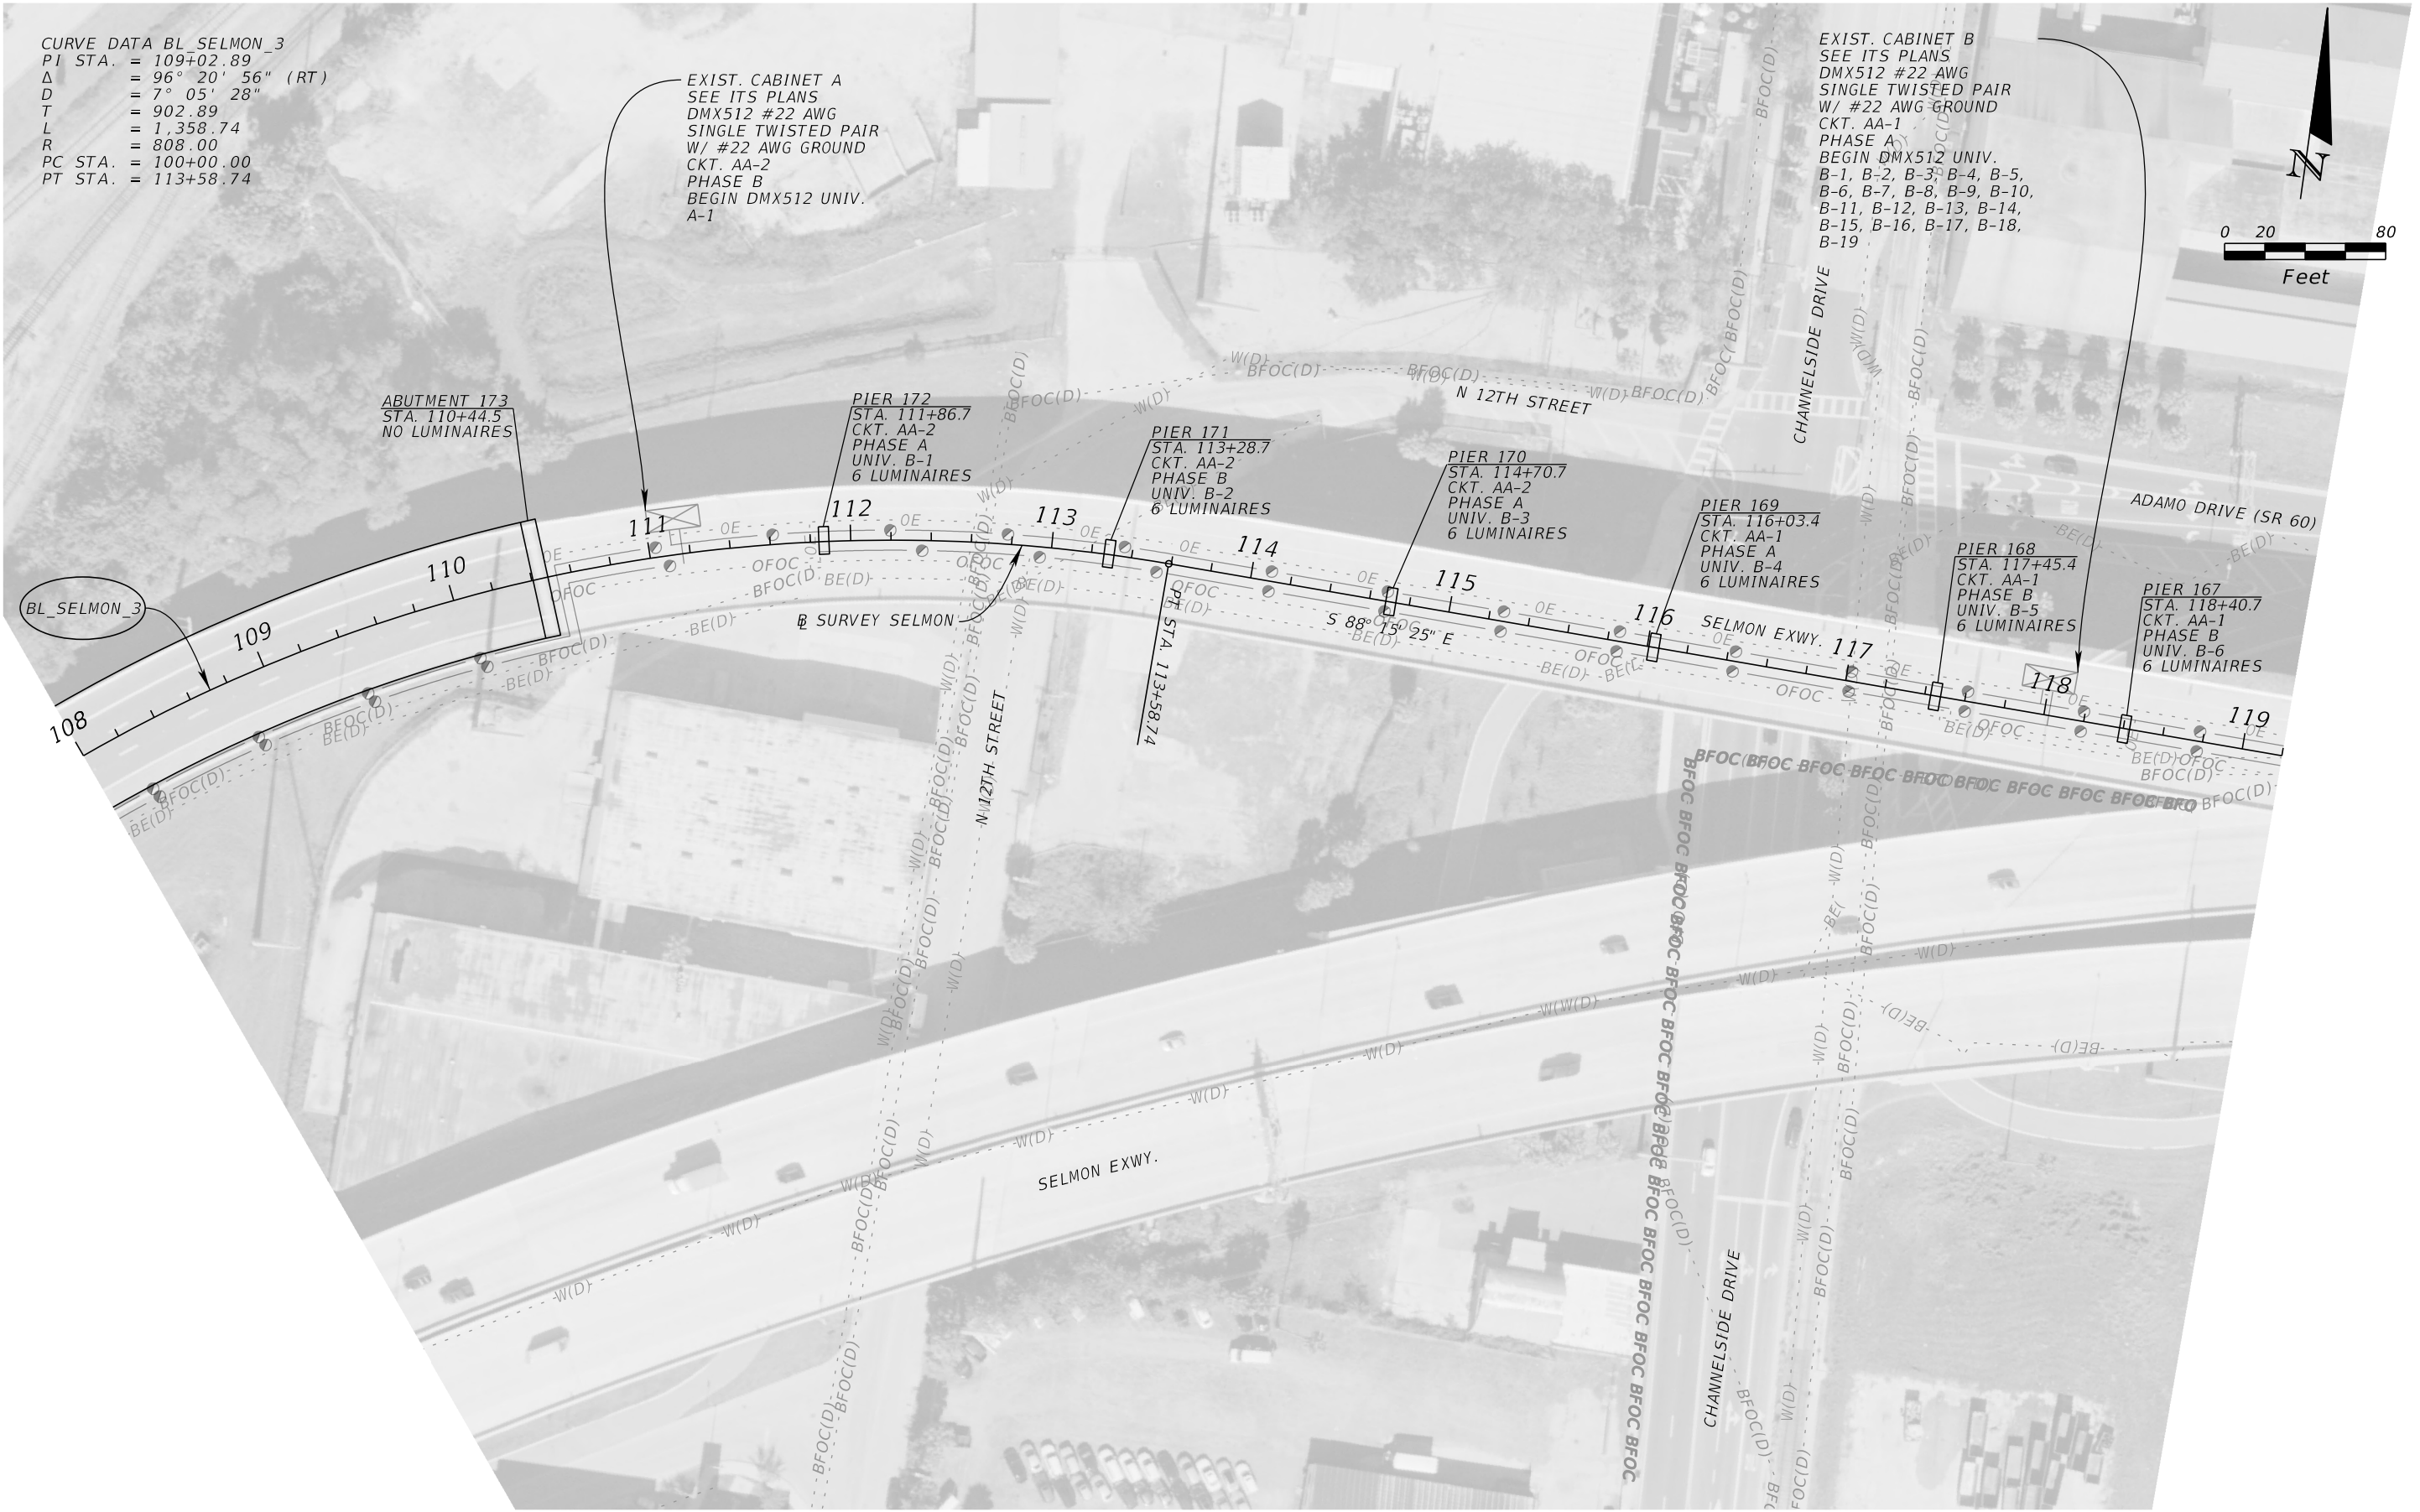 CURVE DATA BL_SELMON_3
PI STA. = 109+02.89
Δ = 96° 20' 56" (RT)
D = 7° 05' 28"
T = 902.89
L = 1,358.74
R = 808.00
PC STA. = 100+00.00
PT STA. = 113+58.74
EXIST. CABINET A
SEE ITS PLANS
DMX512 #22 AWG
SINGLE TWISTED PAIR
W/ #22 AWG GROUND
CKT. AA-2
PHASE B
BEGIN DMX512 UNIV.
A-1
EXIST. CABINET B
SEE ITS PLANS
DMX512 #22 AWG
SINGLE TWISTED PAIR
W/ #22 AWG GROUND
CKT. AA-1
PHASE A
BEGIN DMX512 UNIV.
B-1, B-2, B-3, B-4, B-5,
B-6, B-7, B-8, B-9, B-10,
B-11, B-12, B-13, B-14,
B-15, B-16, B-17, B-18,
B-19
N
0 20 80
Feet
ABUTMENT 173
STA. 110+44.5
NO LUMINAIRES
PIER 172
STA. 111+86.7
CKT. AA-2
PHASE A
UNIV. B-1
6 LUMINAIRES
PIER 171
STA. 113+28.7
CKT. AA-2
PHASE B
UNIV. B-2
6 LUMINAIRES
PIER 170
STA. 114+70.7
CKT. AA-2
PHASE A
UNIV. B-3
6 LUMINAIRES
PIER 169
STA. 116+03.4
CKT. AA-1
PHASE A
UNIV. B-4
6 LUMINAIRES
PIER 168
STA. 117+45.4
CKT. AA-1
PHASE B
UNIV. B-5
6 LUMINAIRES
PIER 167
STA. 118+40.7
CKT. AA-1
PHASE B
UNIV. B-6
6 LUMINAIRES
N 12TH STREET
CHANNELSIDE DRIVE
ADAMO DRIVE (SR 60)
108
109
110
111
112
113
114
115
116
117
118
119
BL_SELMON_3
SURVEY SELMON
PT STA. 113+58.74
S 88° 15' 25" E
SELMON EXWY.
N 12TH STREET
SELMON EXWY.
CHANNELSIDE DRIVE
BFOC(D)
W(D)
BE(D)
OE
OFOC
BFOC